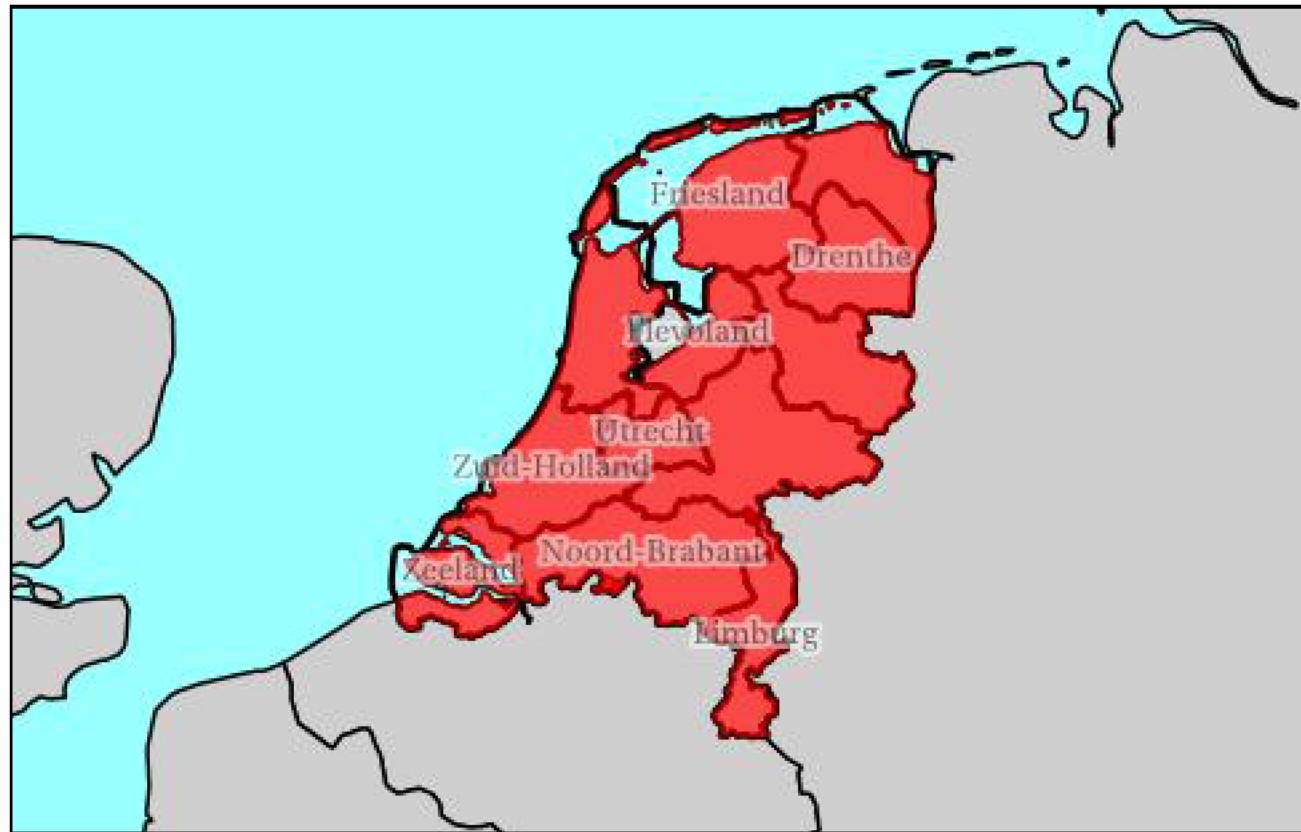 Friesland
Drenthe
Flevoland
Utrecht
Zuid-Holland
Noord-Brabant
Zeeland
Limburg